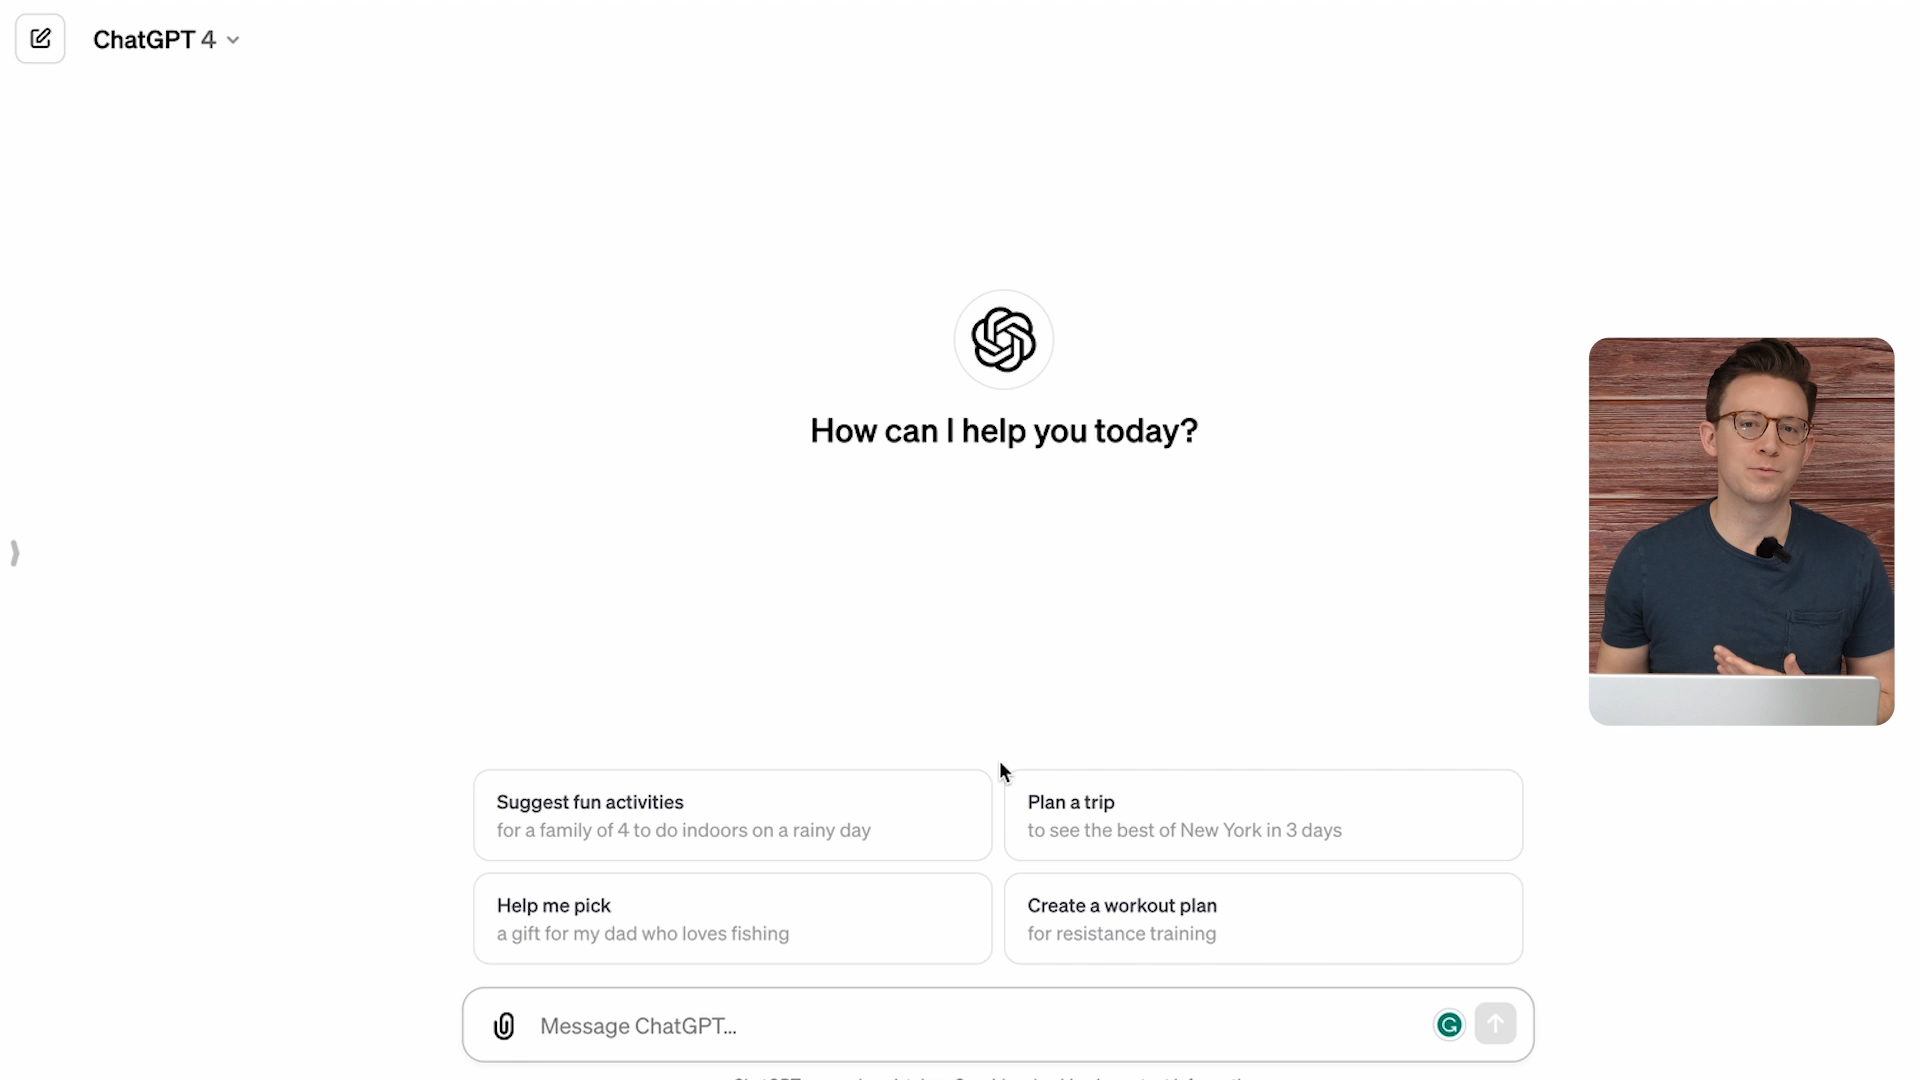 ChatGPT 4
How can I help you today?
Suggest fun activities
for a family of 4 to do indoors on a rainy day
Plan a trip
to see the best of New York in 3 days
Help me pick
a gift for my dad who loves fishing
Create a workout plan
for resistance training
Message ChatGPT...